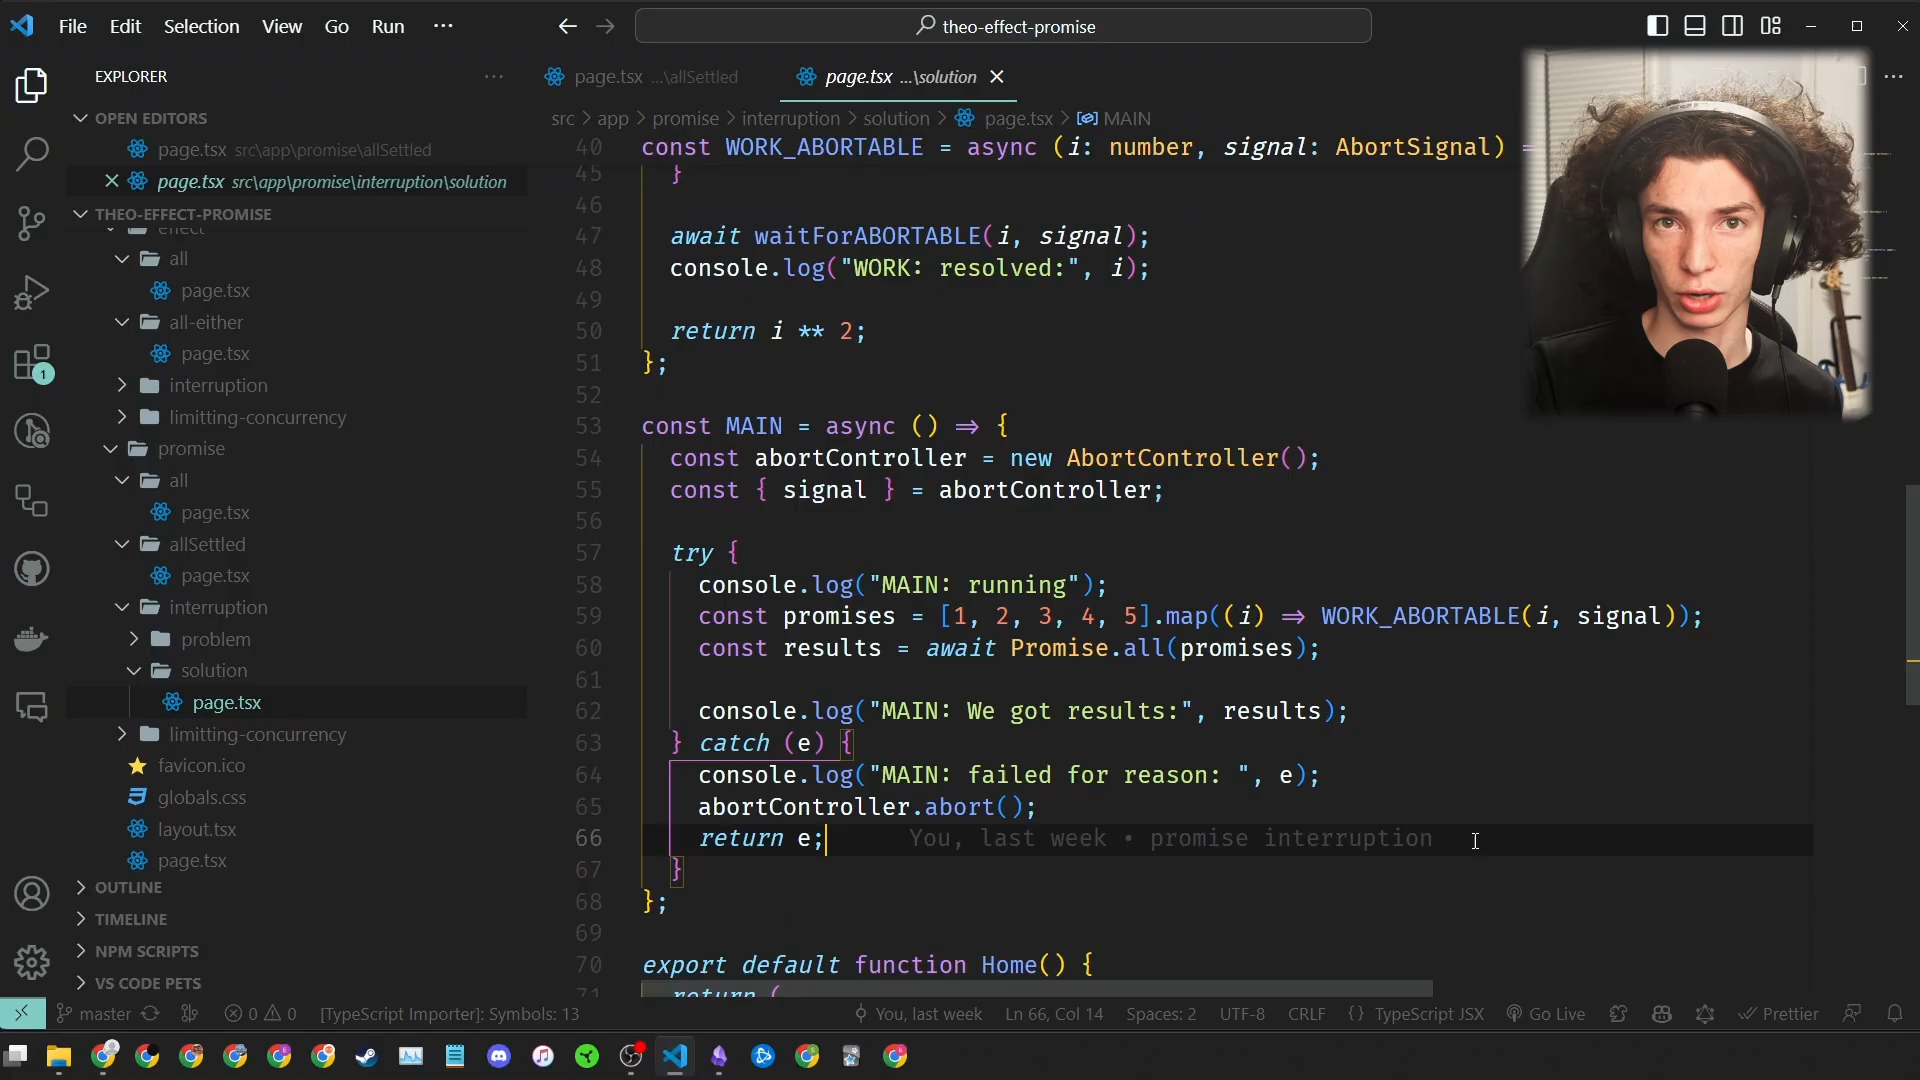 File Edit Selection View Go Run ···
theo-effect-promise
EXPLORER
page.tsx ...\allSettled
page.tsx ...\solution
OPEN EDITORS
page.tsx src\app\promise\allSettled
page.tsx src\app\promise\interruption\solution
THEO-EFFECT-PROMISE
effect
all
page.tsx
all-either
page.tsx
interruption
limitting-concurrency
promise
all
page.tsx
allSettled
page.tsx
interruption
problem
solution
page.tsx
limitting-concurrency
favicon.ico
globals.css
layout.tsx
page.tsx
OUTLINE
TIMELINE
NPM SCRIPTS
VS CODE PETS
1
src > app > promise > interruption > solution > page.tsx > MAIN
40 const WORK_ABORTABLE = async (i: number, signal: AbortSignal) =
45 }
46
47 await waitForABORTABLE(i, signal);
48 console.log("WORK: resolved:", i);
49
50 return i ** 2;
51 };
52
53 const MAIN = async () => {
54 const abortController = new AbortController();
55 const { signal } = abortController;
56
57 try {
58 console.log("MAIN: running");
59 const promises = [1, 2, 3, 4, 5].map((i) => WORK_ABORTABLE(i, signal));
60 const results = await Promise.all(promises);
61
62 console.log("MAIN: We got results:", results);
63 } catch (e) {
64 console.log("MAIN: failed for reason: ", e);
65 abortController.abort();
66 return e; You, last week • promise interruption
67 }
68 };
69
70 export default function Home() {
71 return (
master 0 0 [TypeScript Importer]: Symbols: 13 You, last week Ln 66, Col 14 Spaces: 2 UTF-8 CRLF {} TypeScript JSX Go Live Prettier